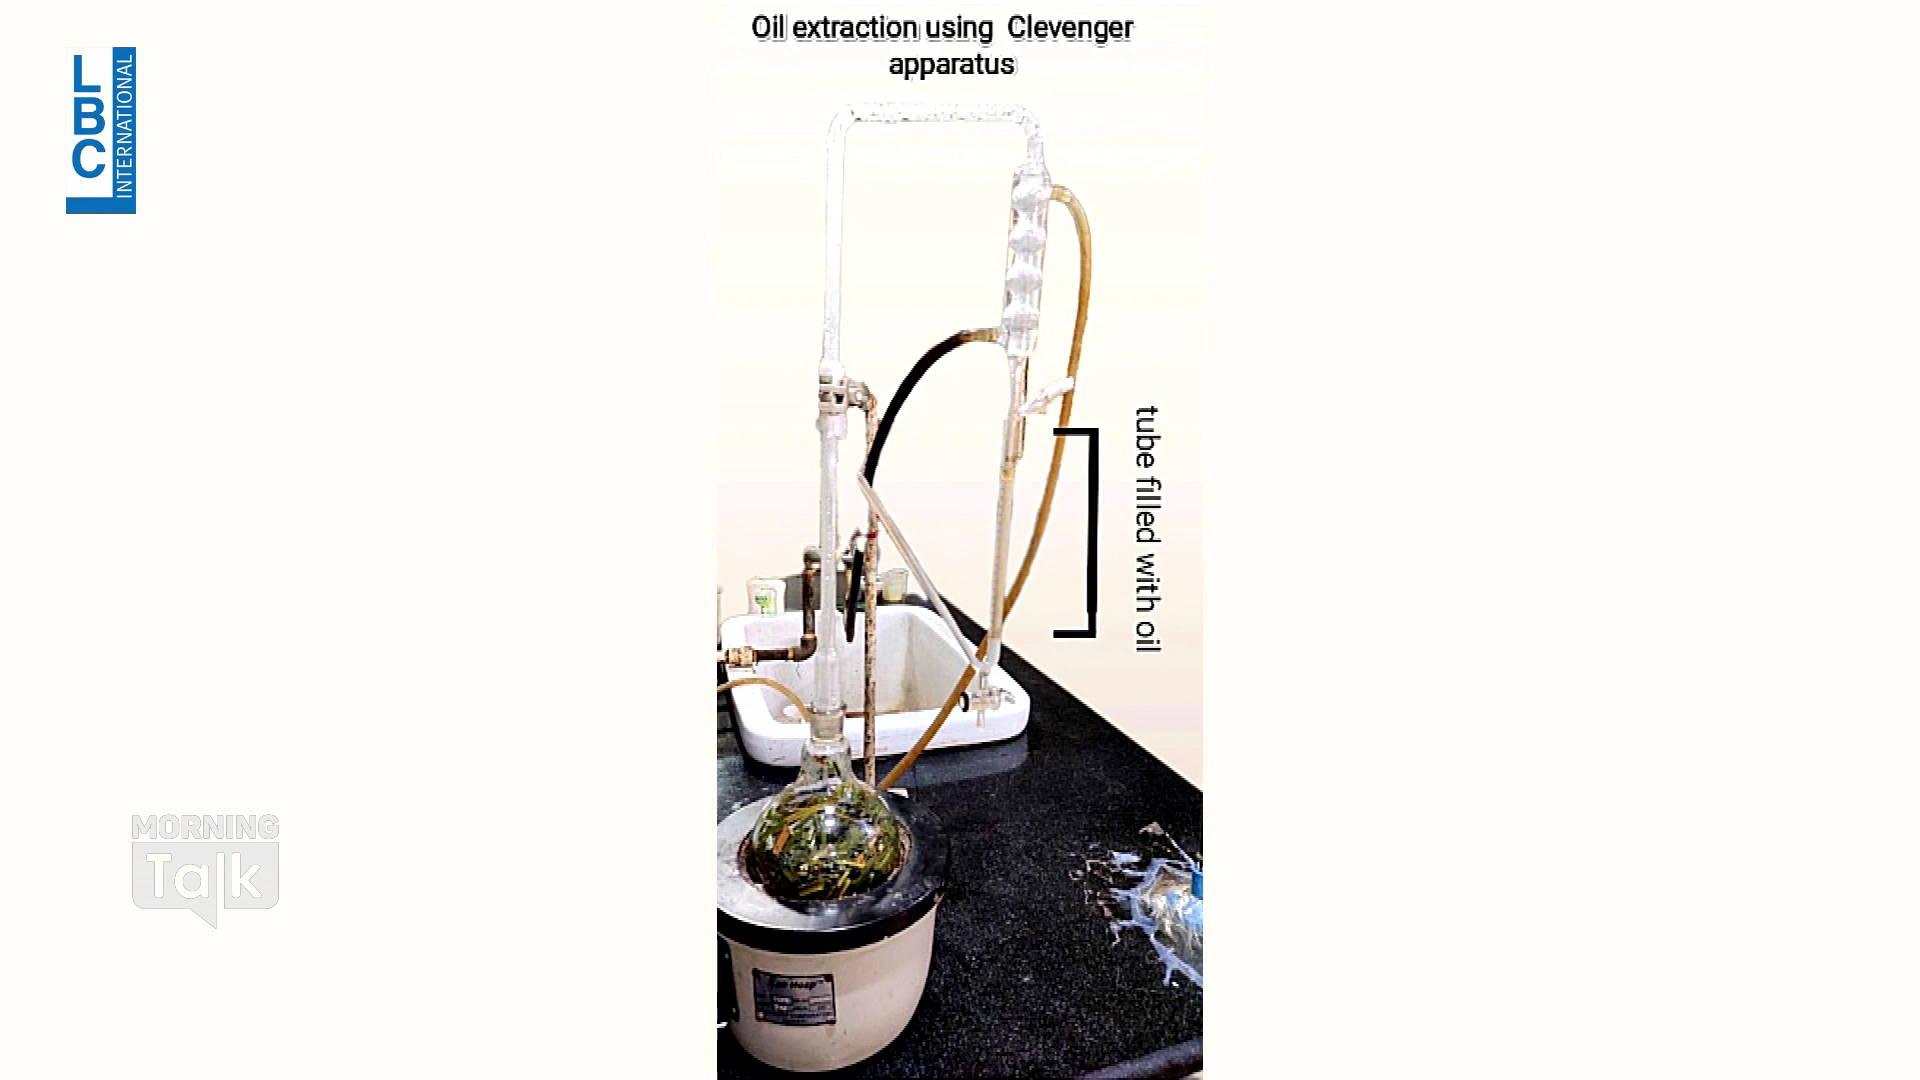 Oil extraction using Clevenger
apparatus
LBC
INTERNATIONAL
tube filled with oil
MORNING
Talk